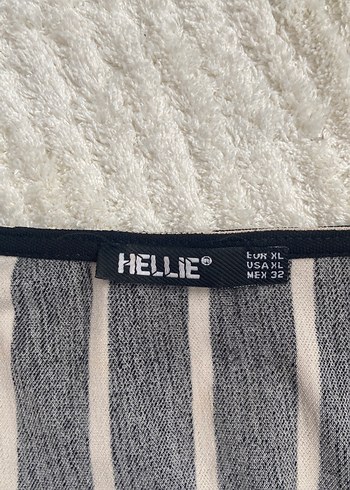 HELLIE®
EUR XL
USA XL
MEX 32